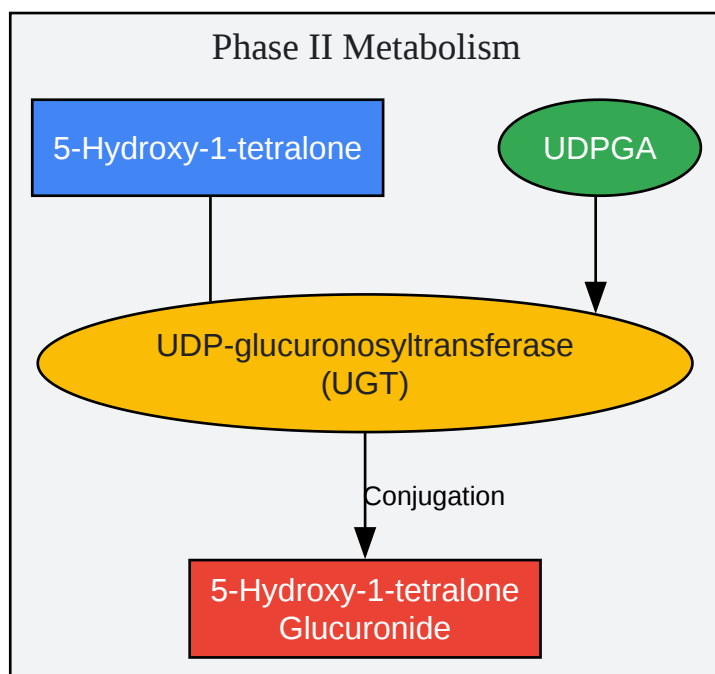 Phase II Metabolism
5-Hydroxy-1-tetralone
UDPGA
UDP-glucuronosyltransferase
(UGT)
Conjugation
5-Hydroxy-1-tetralone
Glucuronide